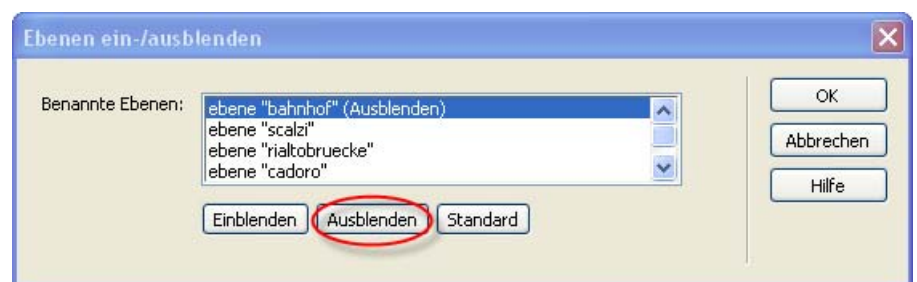 Ebenen ein-/ausblenden
Benannte Ebenen:
ebene "bahnhof" (Ausblenden)
ebene "scalzi"
ebene "rialtobruecke"
ebene "cadoro"
Einblenden Ausblenden Standard
OK
Abbrechen
Hilfe